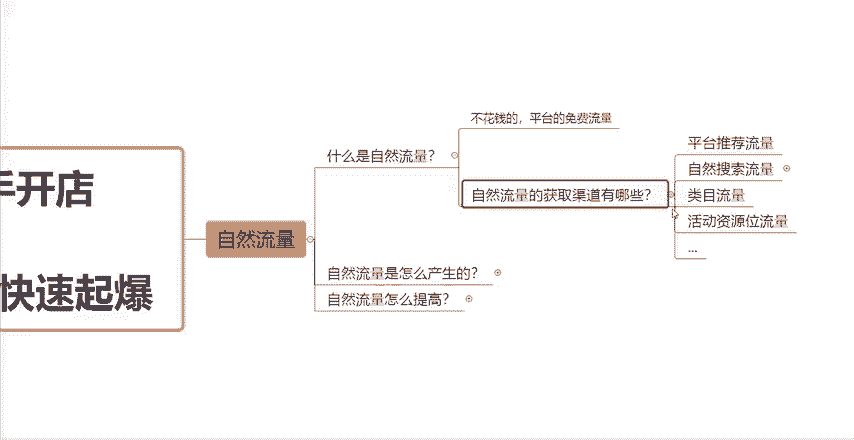 手开店
快速起爆
自然流量
什么是自然流量？
不花钱的，平台的免费流量
自然流量的获取渠道有哪些？
平台推荐流量
自然搜索流量
类目流量
活动资源位流量
...
自然流量是怎么产生的？
自然流量怎么提高？